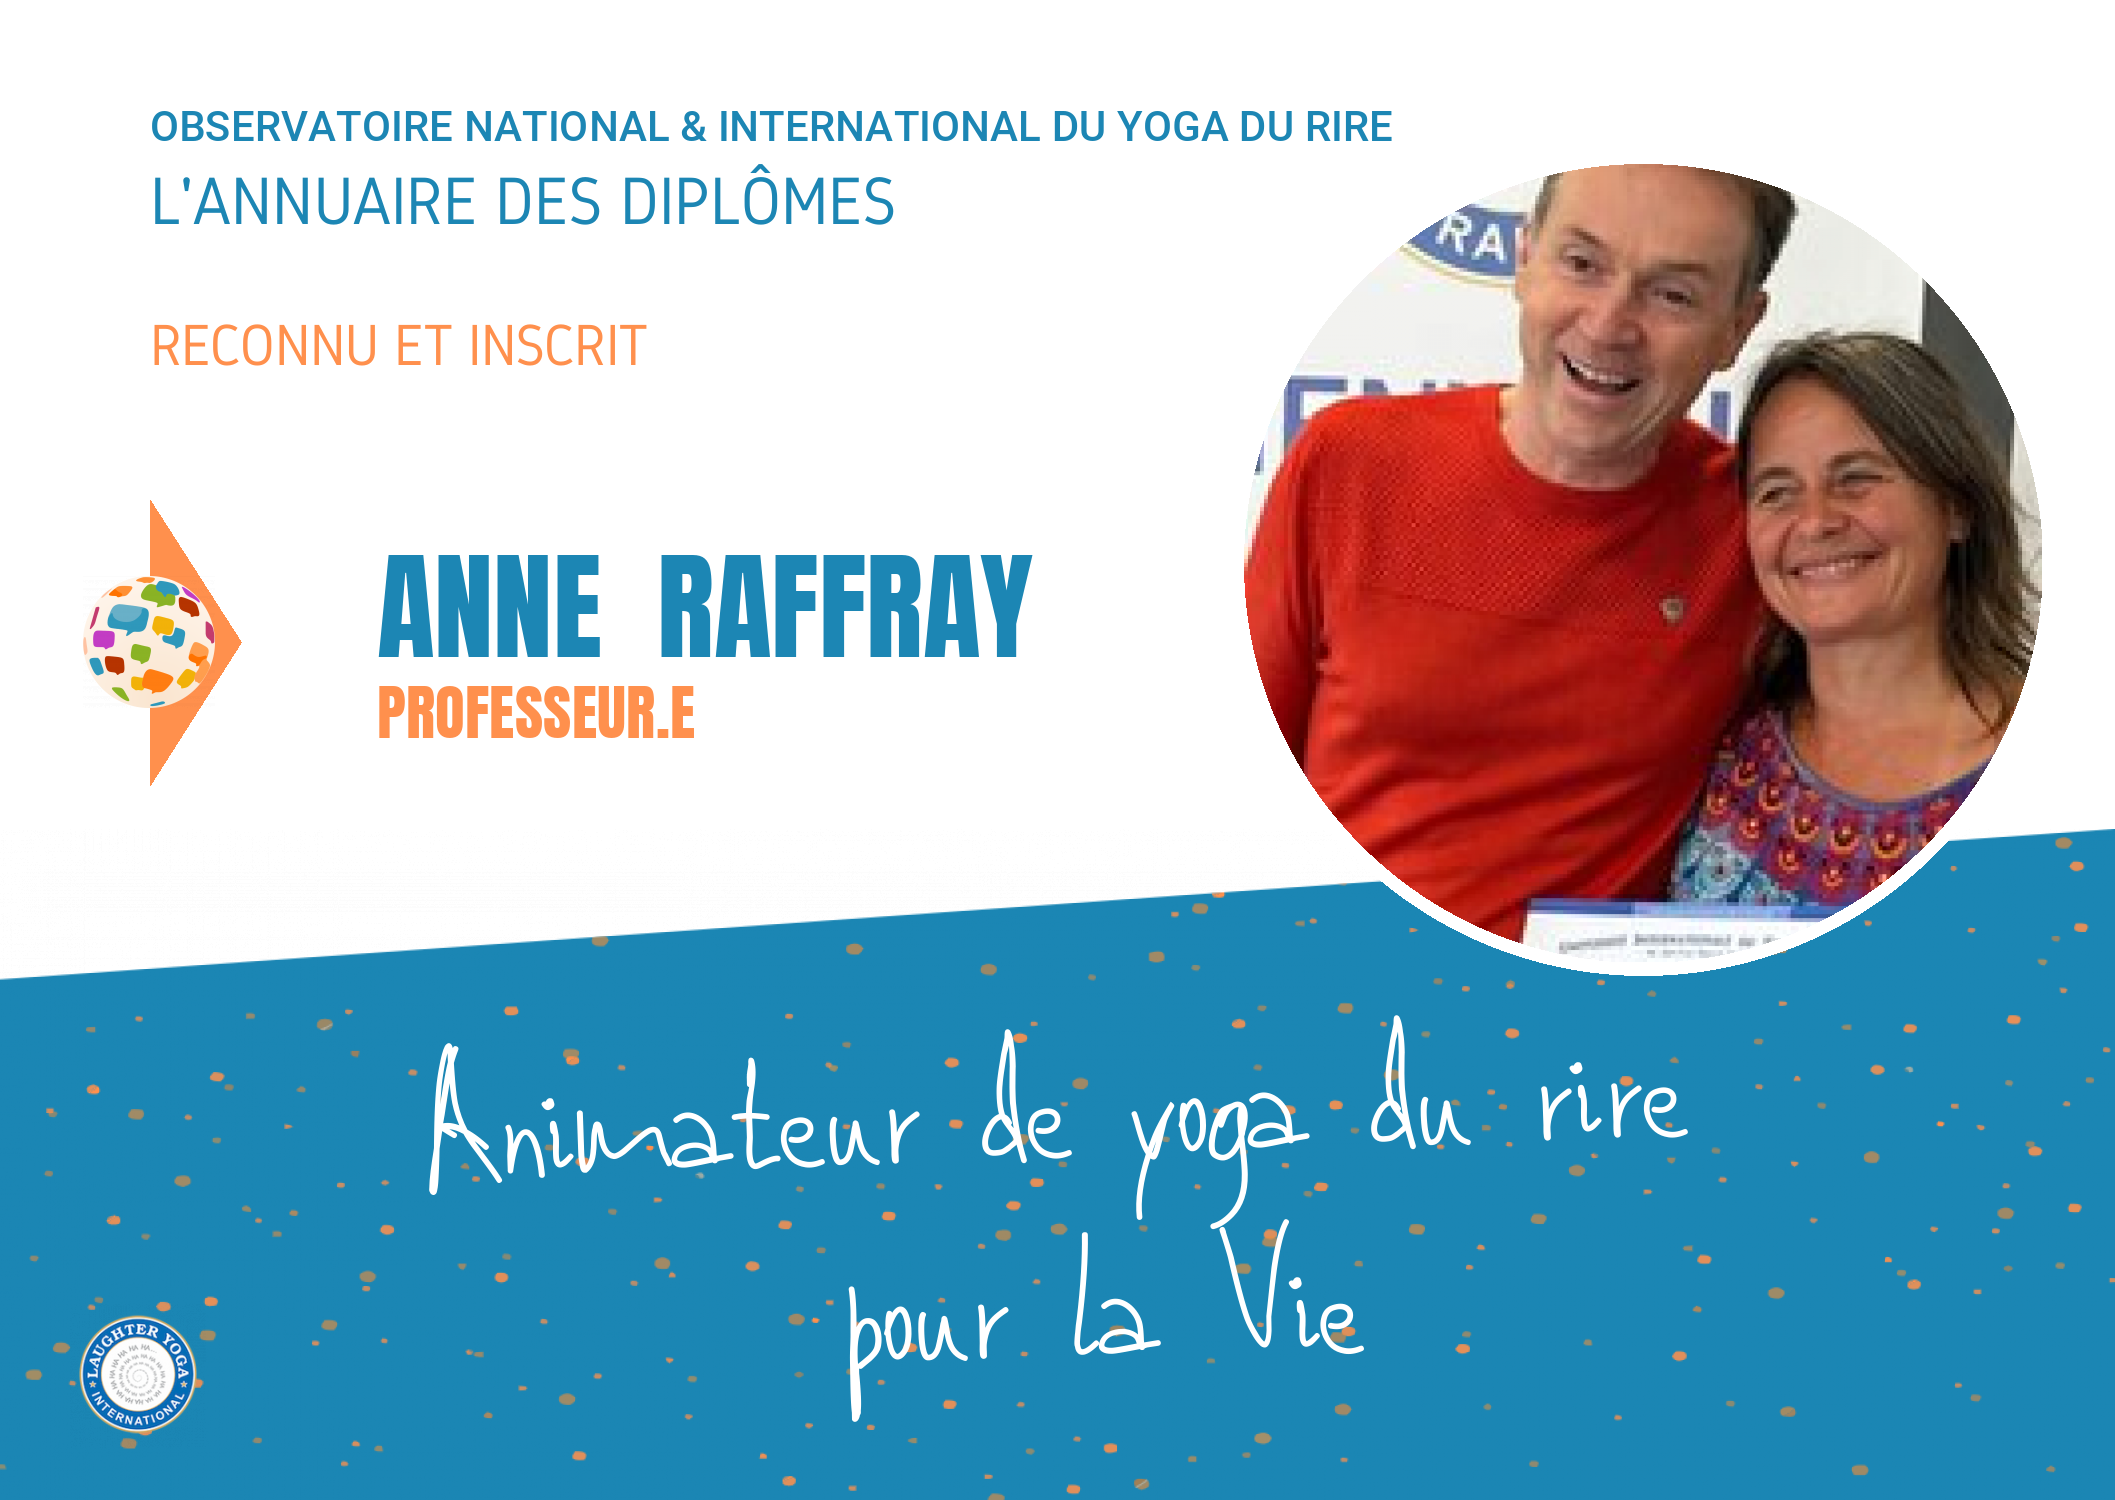 OBSERVATOIRE NATIONAL & INTERNATIONAL DU YOGA DU RIRE
L'ANNUAIRE DES DIPLÔMES
RECONNU ET INSCRIT
ANNE RAFFRAY
PROFESSEUR.E
RA
Animateur de yoga du rire
pour la Vie
LAUGHTER YOGA
INTERNATIONAL